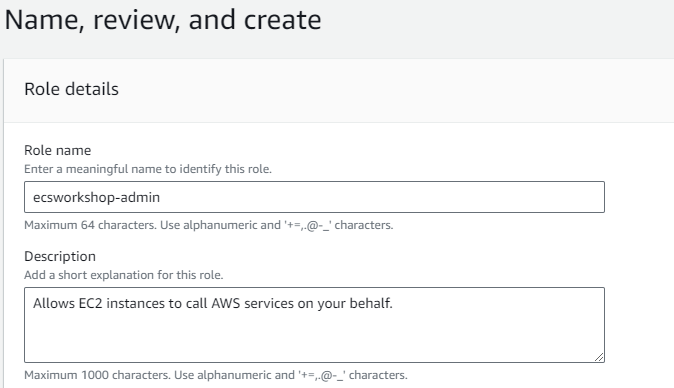 Name, review, and create
Role details
Role name
Enter a meaningful name to identify this role.
ecsworkshop-admin
Maximum 64 characters. Use alphanumeric and '+=,.@-_' characters.
Description
Add a short explanation for this role.
Allows EC2 instances to call AWS services on your behalf.
Maximum 1000 characters. Use alphanumeric and '+=,.@-_' characters.